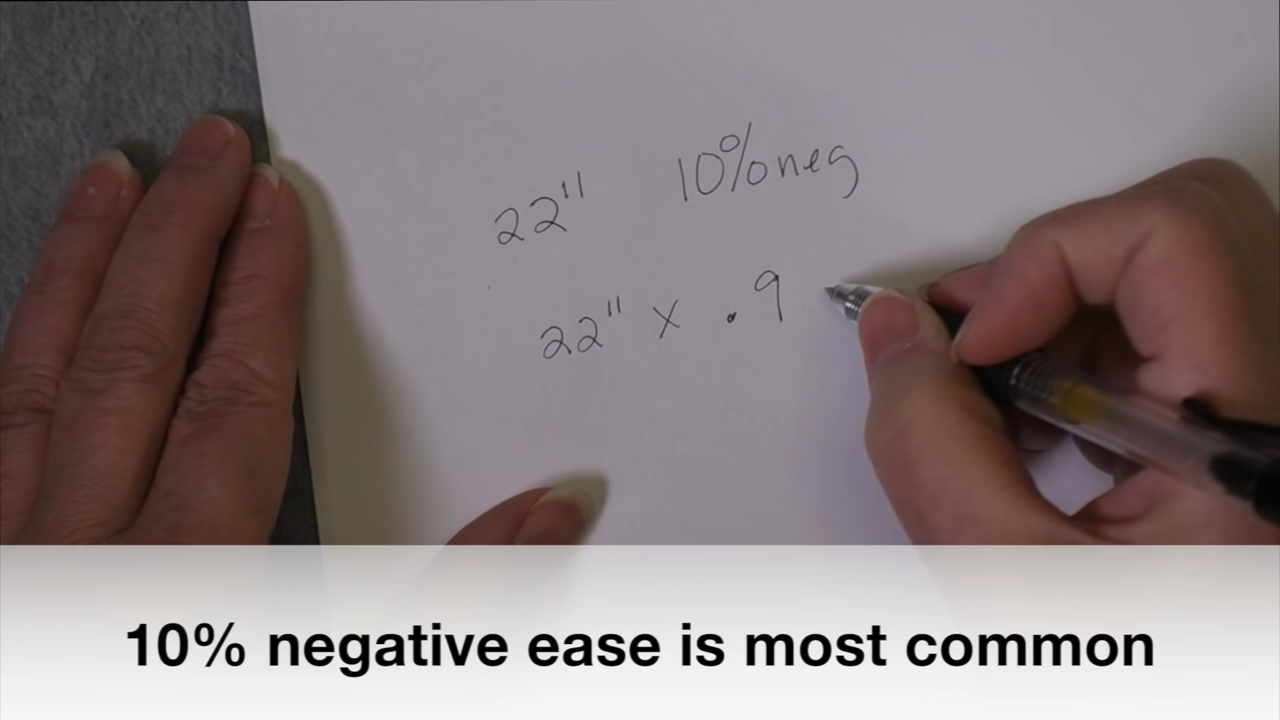 22" 10% neg
22" x .9
10% negative ease is most common